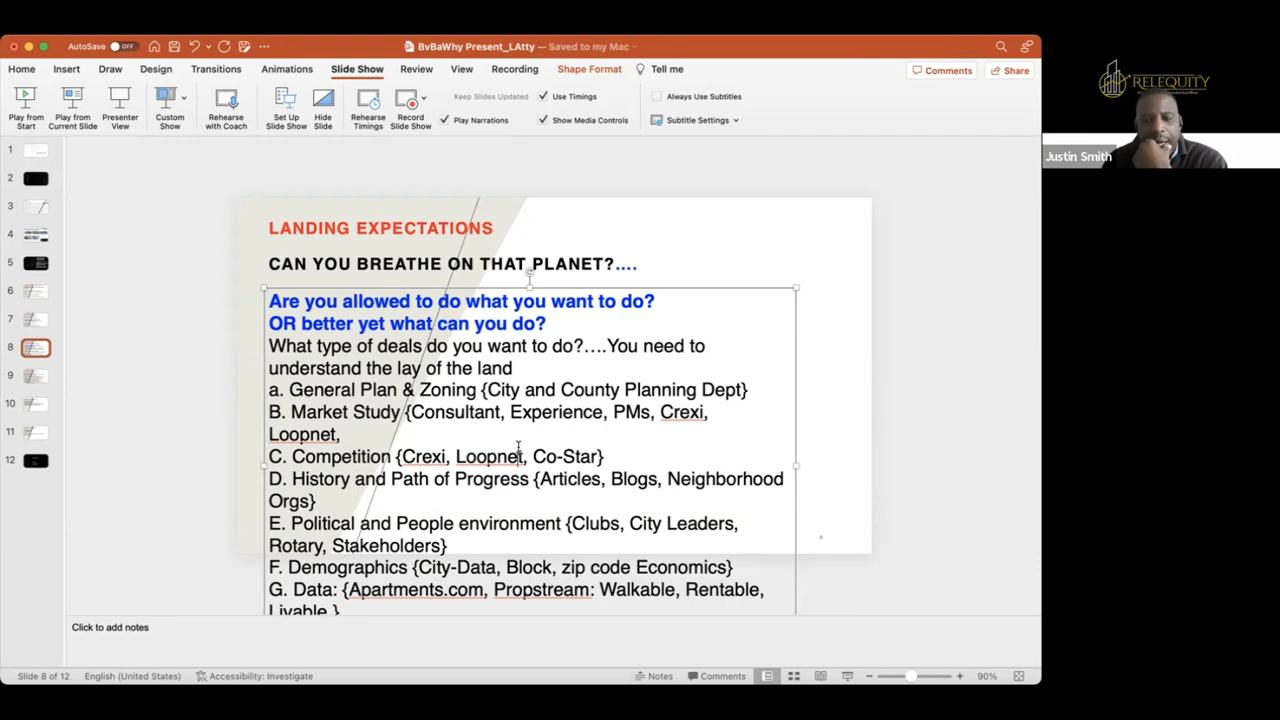 AutoSave OFF
BvBaWhy Present_LAtty — Saved to my Mac
Home Insert Draw Design Transitions Animations Slide Show Review View Recording Shape Format Tell me
Comments Share
Play from Start
Play from Current Slide
Presenter View
Custom Show
Rehearse with Coach
Set Up Slide Show
Hide Slide
Rehearse Timings
Record Slide Show
Keep Slides Updated
Use Timings
Play Narrations
Show Media Controls
Always Use Subtitles
Subtitle Settings
RELEQUITY
Justin Smith
1
2
3
4
5
6
7
8
9
10
11
12
LANDING EXPECTATIONS
CAN YOU BREATHE ON THAT PLANET?....
Are you allowed to do what you want to do?
OR better yet what can you do?
What type of deals do you want to do?....You need to
understand the lay of the land
a. General Plan & Zoning {City and County Planning Dept}
B. Market Study {Consultant, Experience, PMs, Crexi,
Loopnet,
C. Competition {Crexi, Loopnet, Co-Star}
D. History and Path of Progress {Articles, Blogs, Neighborhood
Orgs}
E. Political and People environment {Clubs, City Leaders,
Rotary, Stakeholders}
F. Demographics {City-Data, Block, zip code Economics}
G. Data: {Apartments.com, Propstream: Walkable, Rentable,
Livable }
8
Click to add notes
Slide 8 of 12 English (United States) Accessibility: Investigate Notes Comments 90%